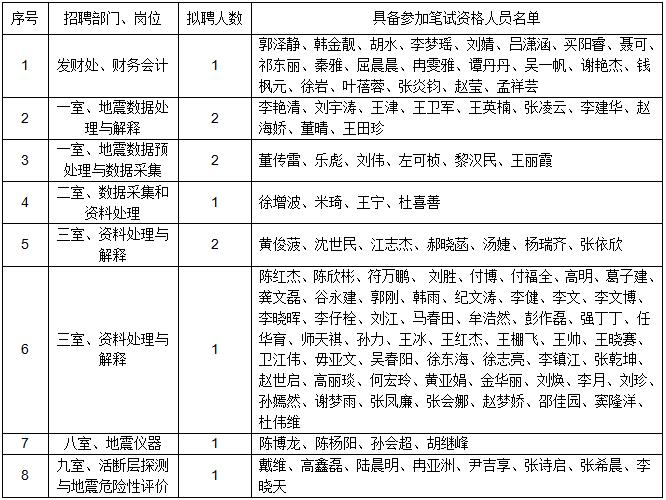 序号 招聘部门、岗位 拟聘人数 具备参加笔试资格人员名单
1 发财处、财务会计 1 郭泽静、韩金靓、胡水、李梦瑶、刘婧、吕潇涵、买阳睿、聂可、
祁东丽、秦雅、屈晨晨、冉雯雅、谭丹丹、吴一帆、谢艳杰、钱
枫元、徐岩、叶蓓蓉、张炎钧、赵莹、孟祥芸
2 一室、地震数据处 2 李艳清、刘宇涛、王津、王卫军、王英楠、张凌云、李建华、赵
理与解释 海娇、董晴、王田珍
3 一室、地震数据预 2 董传雷、乐彪、刘伟、左可桢、黎汉民、王丽霞
处理与数据采集
4 二室、数据采集和 1 徐增波、米琦、王宁、杜喜善
资料处理
5 三室、资料处理与 2 黄俊菠、沈世民、江志杰、郝晓菡、汤婕、杨瑞齐、张依欣
解释
6 三室、资料处理与 1 陈红杰、陈欣彬、符万鹏、 刘胜、付博、付福全、高明、葛子建、
解释 龚文磊、谷永建、郭刚、韩雨、纪文涛、李健、李文、李文博、
李晓晖、李仔栓、刘江、马春田、牟浩然、彭作磊、强丁丁、任
华育、师天祺、孙力、王冰、王红杰、王棚飞、王帅、王晓赛、
卫江伟、毋亚文、吴春阳、徐东海、徐志亮、李镇江、张乾坤、
赵世启、高丽琰、何宏玲、黄亚娟、金华丽、刘焕、李月、刘珍、
孙嫣然、谢梦雨、张凤廉、张会娜、赵梦娇、邵佳园、窦隆洋、
杜伟维
7 八室、地震仪器 1 陈博龙、陈杨阳、孙会超、胡继峰
8 九室、活断层探测 1 戴维、高鑫磊、陆晨明、冉亚洲、尹吉享、张诗启、张希晨、李
与地震危险性评价 晓天